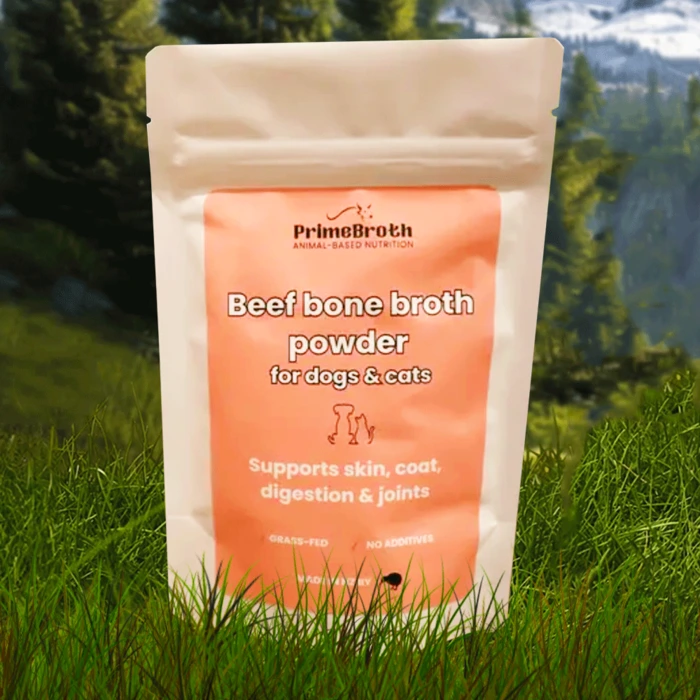 PrimeBroth
ANIMAL-BASED NUTRITION
Beef bone broth
powder
for dogs & cats
Supports skin, coat,
digestion & joints
GRASS-FED NO ADDITIVES
BY